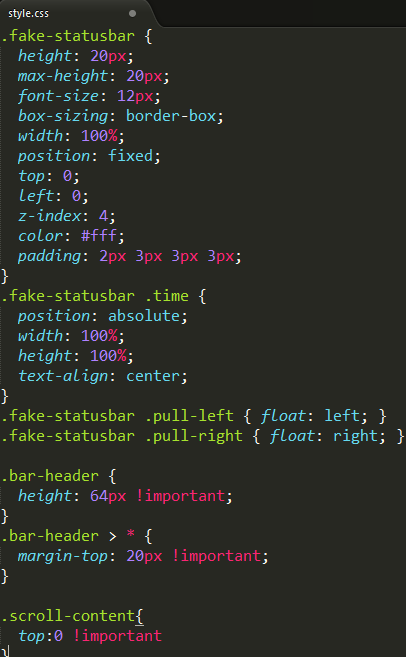 style.css
.fake-statusbar {
  height: 20px;
  max-height: 20px;
  font-size: 12px;
  box-sizing: border-box;
  width: 100%;
  position: fixed;
  top: 0;
  left: 0;
  z-index: 4;
  color: #fff;
  padding: 2px 3px 3px 3px;
}
.fake-statusbar .time {
  position: absolute;
  width: 100%;
  height: 100%;
  text-align: center;
}
.fake-statusbar .pull-left { float: left; }
.fake-statusbar .pull-right { float: right; }
.bar-header {
  height: 64px !important;
}
.bar-header > * {
  margin-top: 20px !important;
}
.scroll-content{
  top:0 !important
}